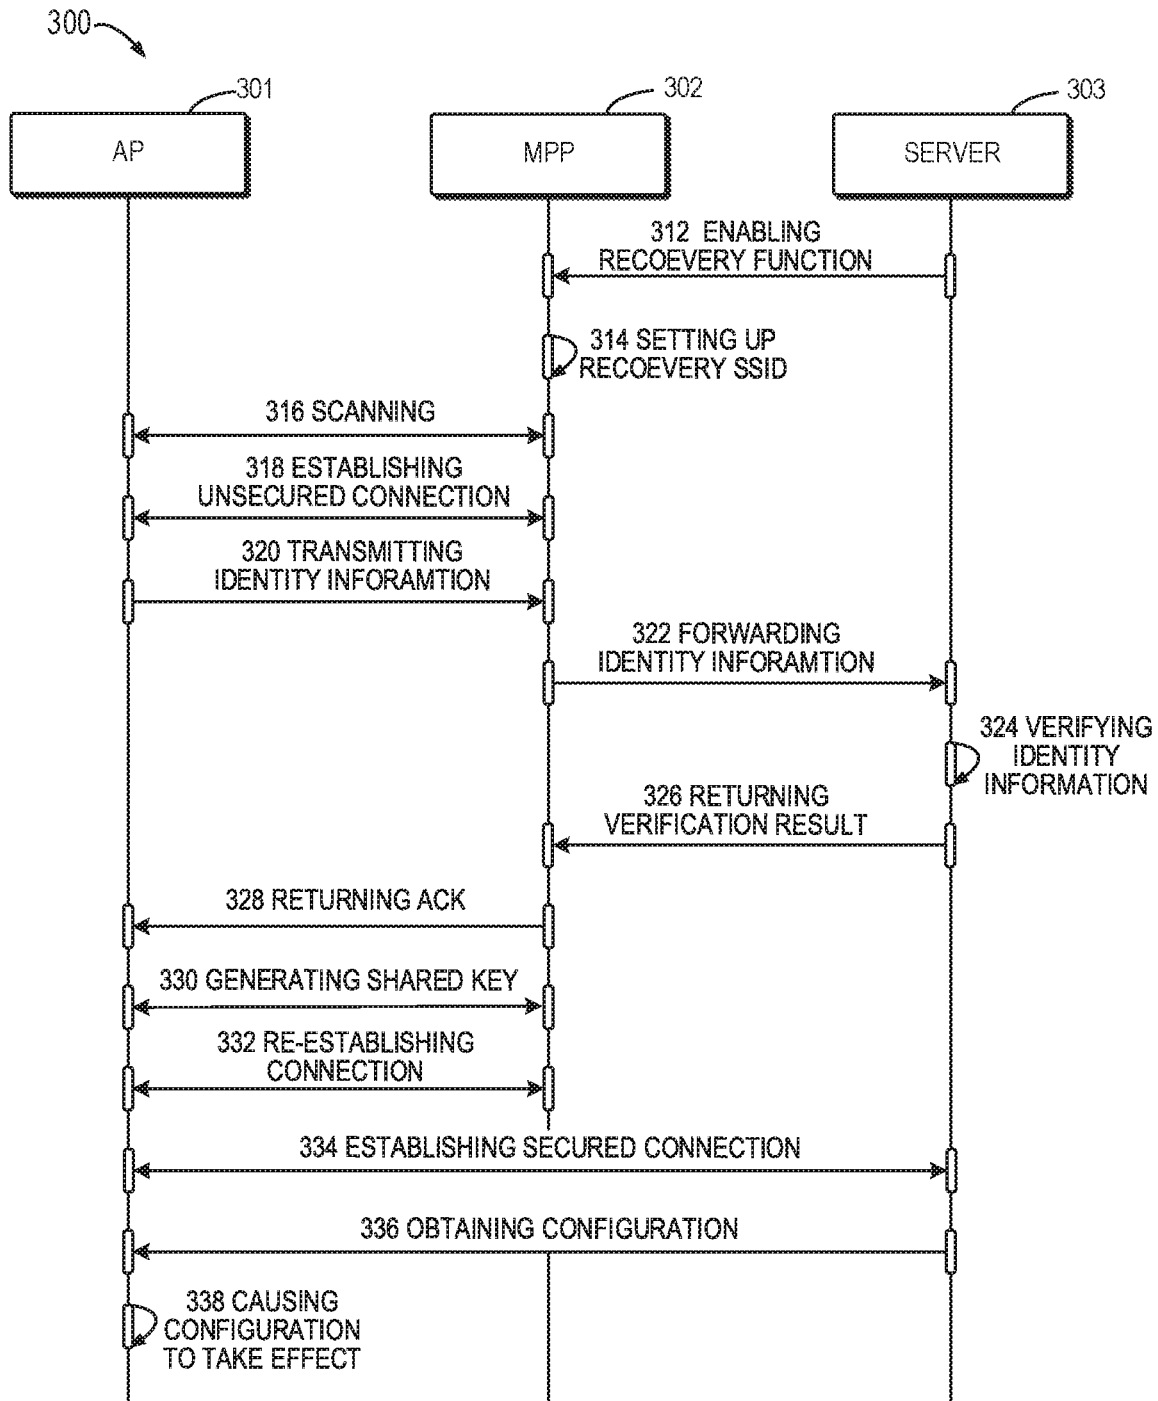 300
301
302
303
AP
MPP
SERVER
312 ENABLING
RECOEVERY FUNCTION
314 SETTING UP
RECOEVERY SSID
316 SCANNING
318 ESTABLISHING
UNSECURED CONNECTION
320 TRANSMITTING
IDENTITY INFORAMTION
322 FORWARDING
IDENTITY INFORAMTION
324 VERIFYING
IDENTITY
INFORMATION
326 RETURNING
VERIFICATION RESULT
328 RETURNING ACK
330 GENERATING SHARED KEY
332 RE-ESTABLISHING
CONNECTION
334 ESTABLISHING SECURED CONNECTION
336 OBTAINING CONFIGURATION
338 CAUSING
CONFIGURATION
TO TAKE EFFECT